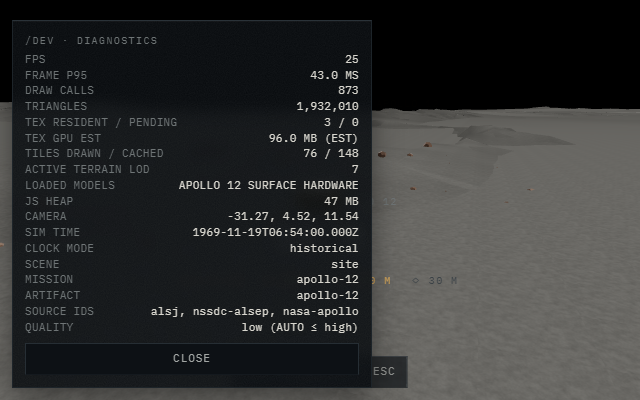 /DEV · DIAGNOSTICS
FPS 25
FRAME P95 43.0 MS
DRAW CALLS 873
TRIANGLES 1,932,010
TEX RESIDENT / PENDING 3 / 0
TEX GPU EST 96.0 MB (EST)
TILES DRAWN / CACHED 76 / 148
ACTIVE TERRAIN LOD 7
LOADED MODELS APOLLO 12 SURFACE HARDWARE
JS HEAP 47 MB
CAMERA -31.27, 4.52, 11.54
SIM TIME 1969-11-19T06:54:00.000Z
CLOCK MODE historical
SCENE site
MISSION apollo-12
ARTIFACT apollo-12
SOURCE IDS alsj, nssdc-alsep, nasa-apollo
QUALITY low (AUTO ≤ high)
CLOSE
12
M ◇ 30 M
ESC